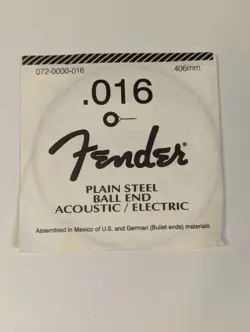 072-0000-016 .406mm
.016
Fender
PLAIN STEEL
BALL END
ACOUSTIC / ELECTRIC
Assembled in Mexico of U.S. and German (Bullet ends) materials